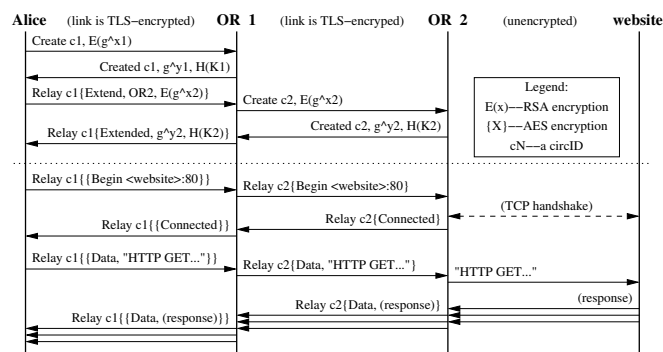 Alice (link is TLS-encrypted) OR 1 (link is TLS-encrypted) OR 2 (unencrypted) website
Create c1, E(g^x1)
Created c1, g^y1, H(K1)
Relay c1{Extend, OR2, E(g^x2)}
Create c2, E(g^x2)
Created c2, g^y2, H(K2)
Relay c1{Extended, g^y2, H(K2)}
Legend:
E(x)−−RSA encryption
{X}−−AES encryption
cN−−a circID
Relay c1{{Begin <website>:80}}
Relay c2{Begin <website>:80}
(TCP handshake)
Relay c2{Connected}
Relay c1{{Connected}}
Relay c1{{Data, "HTTP GET..."}}
Relay c2{Data, "HTTP GET..."}
"HTTP GET..."
(response)
Relay c2{Data, (response)}
Relay c1{{Data, (response)}}